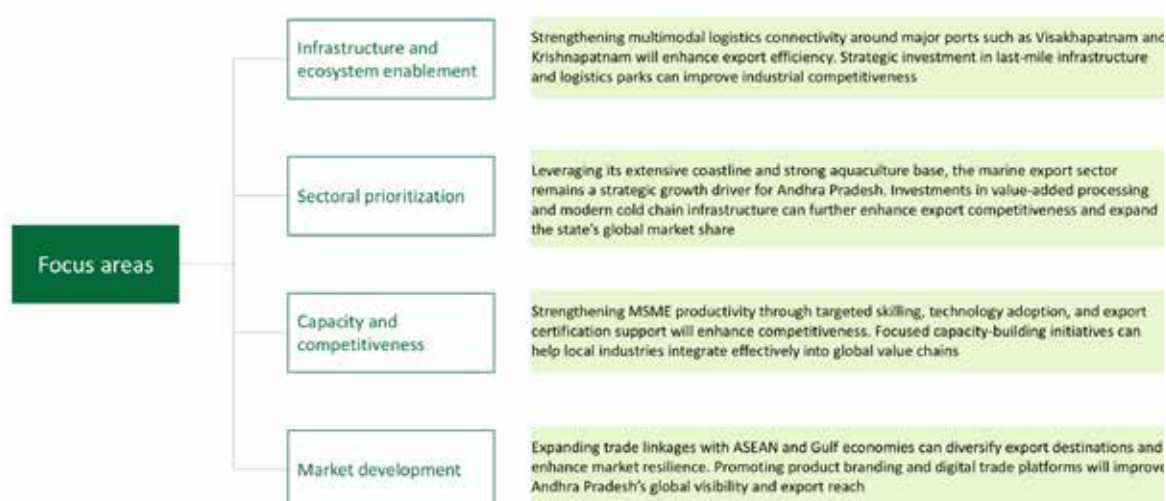 Focus areas
Infrastructure and
ecosystem enablement
Strengthening multimodal logistics connectivity around major ports such as Visakhapatnam and
Krishnapatnam will enhance export efficiency. Strategic investment in last-mile infrastructure
and logistics parks can improve industrial competitiveness
Sectoral prioritization
Leveraging its extensive coastline and strong aquaculture base, the marine export sector
remains a strategic growth driver for Andhra Pradesh. Investments in value-added processing
and modern cold chain infrastructure can further enhance export competitiveness and expand
the state's global market share
Capacity and
competitiveness
Strengthening MSME productivity through targeted skilling, technology adoption, and export
certification support will enhance competitiveness. Focused capacity-building initiatives can
help local industries integrate effectively into global value chains
Market development
Expanding trade linkages with ASEAN and Gulf economies can diversify export destinations and
enhance market resilience. Promoting product branding and digital trade platforms will improve
Andhra Pradesh's global visibility and export reach